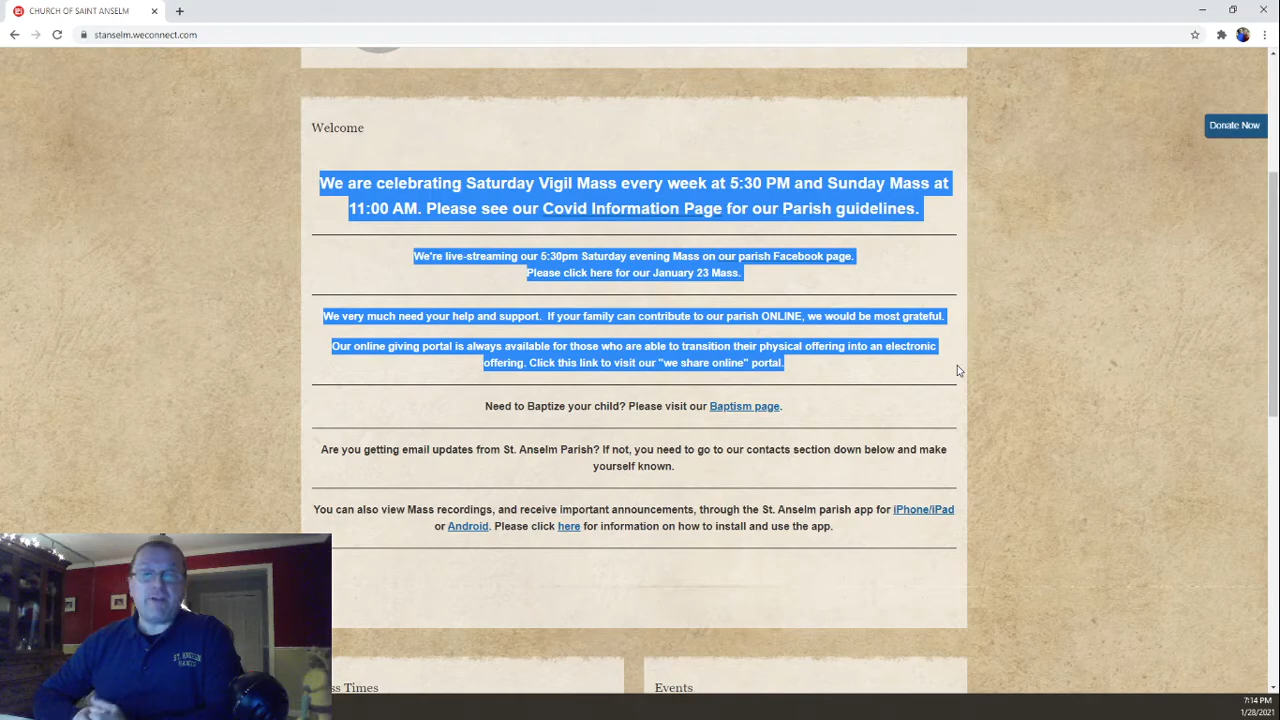 CHURCH OF SAINT ANSELM
stanselm.weconnect.com
Donate Now
Welcome
We are celebrating Saturday Vigil Mass every week at 5:30 PM and Sunday Mass at
11:00 AM. Please see our Covid Information Page for our Parish guidelines.
We're live-streaming our 5:30pm Saturday evening Mass on our parish Facebook page.
Please click here for our January 23 Mass.
We very much need your help and support. If your family can contribute to our parish ONLINE, we would be most grateful.
Our online giving portal is always available for those who are able to transition their physical offering into an electronic
offering. Click this link to visit our "we share online" portal.
Need to Baptize your child? Please visit our Baptism page.
Are you getting email updates from St. Anselm Parish? If not, you need to go to our contacts section down below and make
yourself known.
You can also view Mass recordings, and receive important announcements, through the St. Anselm parish app for iPhone/iPad
or Android. Please click here for information on how to install and use the app.
ST. ANSELM
Times
Events
7:14 PM
1/28/2021